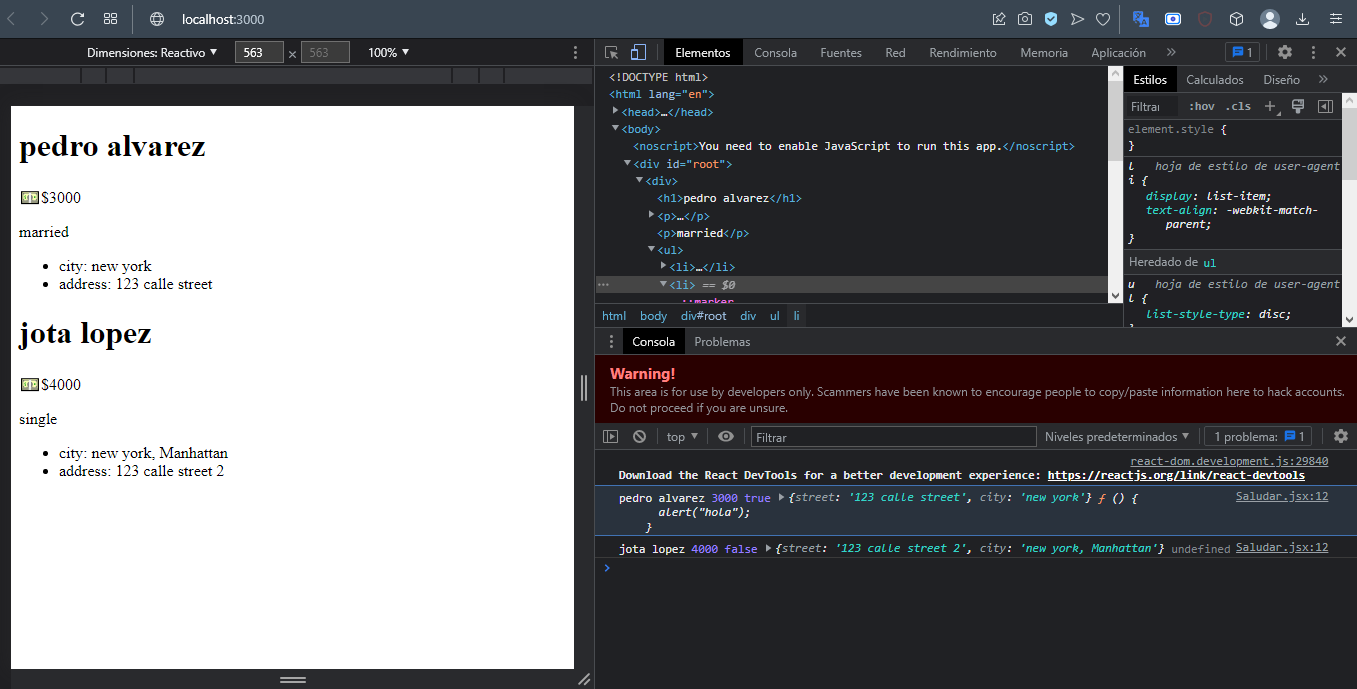 localhost:3000
Dimensiones: Reactivo ▼ 563 × 563 100% ▼
pedro alvarez
$3000
married
• city: new york
• address: 123 calle street
jota lopez
$4000
single
• city: new york, Manhattan
• address: 123 calle street 2
Elementos Consola Fuentes Red Rendimiento Memoria Aplicación » 1
<!DOCTYPE html>
<html lang="en">
<head>…</head>
<body>
<noscript>You need to enable JavaScript to run this app.</noscript>
<div id="root">
<div>
<h1>pedro alvarez</h1>
<p>…</p>
<p>married</p>
<ul>
<li>…</li>
<li> == $0
::marker
html body div#root div ul li
Estilos Calculados Diseño »
Filtrar :hov .cls +
element.style {
}
li { hoja de estilo de user-agent
display: list-item;
text-align: -webkit-match-parent;
}
Heredado de ul
ul { hoja de estilo de user-agent
list-style-type: disc;
}
Consola Problemas
Warning!
This area is for use by developers only. Scammers have been known to encourage people to copy/paste information here to hack accounts.
Do not proceed if you are unsure.
top ▼ Filtrar Niveles predeterminados ▼ 1 problema: 1
react-dom.development.js:29840
Download the React DevTools for a better development experience: https://reactjs.org/link/react-devtools
pedro alvarez 3000 true {street: '123 calle street', city: 'new york'} ƒ () { Saludar.jsx:12
alert("hola");
}
jota lopez 4000 false {street: '123 calle street 2', city: 'new york, Manhattan'} undefined Saludar.jsx:12